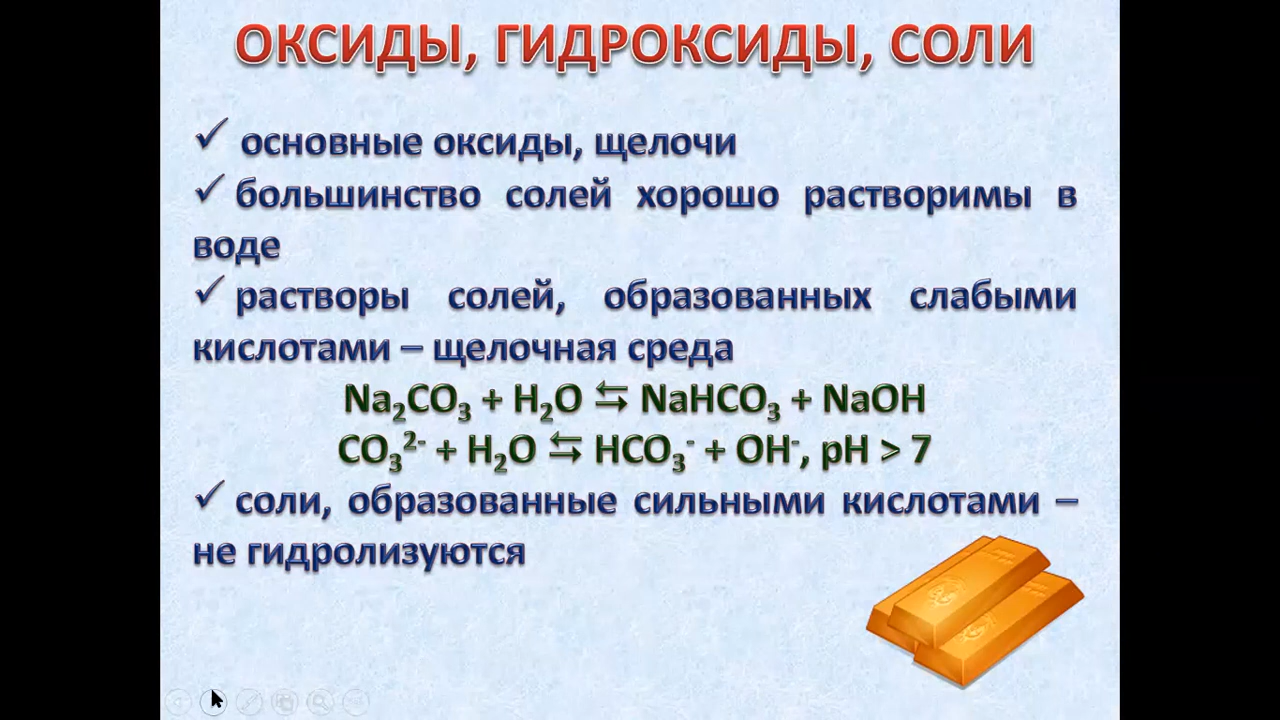 ОКСИДЫ, ГИДРОКСИДЫ, СОЛИ
✓ основные оксиды, щелочи
✓ большинство солей хорошо растворимы в
воде
✓ растворы солей, образованных слабыми
кислотами – щелочная среда
Na₂CO₃ + H₂O ⇆ NaHCO₃ + NaOH
CO₃²⁻ + H₂O ⇆ HCO₃⁻ + OH⁻, pH > 7
✓ соли, образованные сильными кислотами –
не гидролизуются